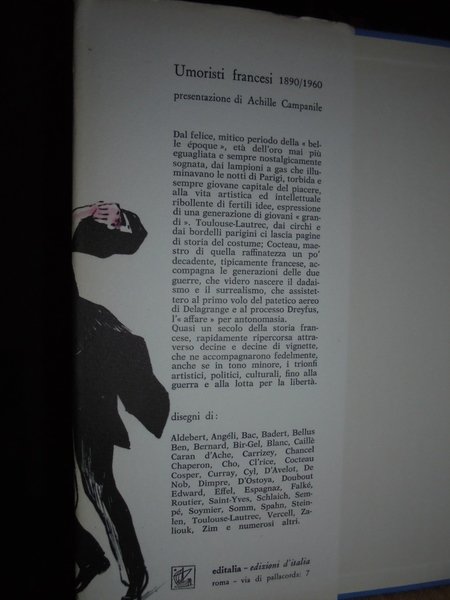 Umoristi francesi 1890/1960
presentazione di Achille Campanile
Dal felice, mitico periodo della « bel-
le époque », età dell'oro mai più
eguagliata e sempre nostalgicamente
sognata, dai lampioni a gas che illu-
minavano le notti di Parigi, torbida e
sempre giovane capitale del piacere,
alla vita artistica ed intellettuale
ribollente di fertili idee, espressione
di una generazione di giovani « gran-
di ». Toulouse-Lautrec, dai circhi e
dai bordelli parigini ci lascia pagine
di storia del costume; Cocteau, mae-
stro di quella raffinatezza un po'
decadente, tipicamente francese, ac-
compagna le generazioni delle due
guerre, che videro nascere il dadai-
smo e il surrealismo, che assistet-
tero al primo volo del patetico aereo
di Delagrange e al processo Dreyfus,
l'« affare » per antonomasia.
Quasi un secolo della storia fran-
cese, rapidamente ripercorsa attra-
verso decine e decine di vignette,
che ne accompagnarono fedelmente,
anche se in tono minore, i trionfi
artistici, politici, culturali, fino alla
guerra e alla lotta per la libertà.
disegni di :
Aldebert, Angéli, Bac, Badert, Bellus
Ben, Bernard, Bir-Gel, Blanc, Caillè
Caran d'Ache, Carrizey, Chancel
Chaperon, Cho, Cl'rice, Cocteau
Cosper, Curray, Cyl, D'Avelot, De
Nob, Dimpre, D'Ostoya, Doubout
Edward, Effel, Espagnaz, Falké,
Routier, Saint-Yves, Schlaich, Sem-
pé, Soymier, Somm, Spahn, Stein-
len, Toulouse-Lautrec, Vercell, Za-
liouk, Zim e numerosi altri.
editalia - edizioni d'italia
roma - via di pallacorda: 7